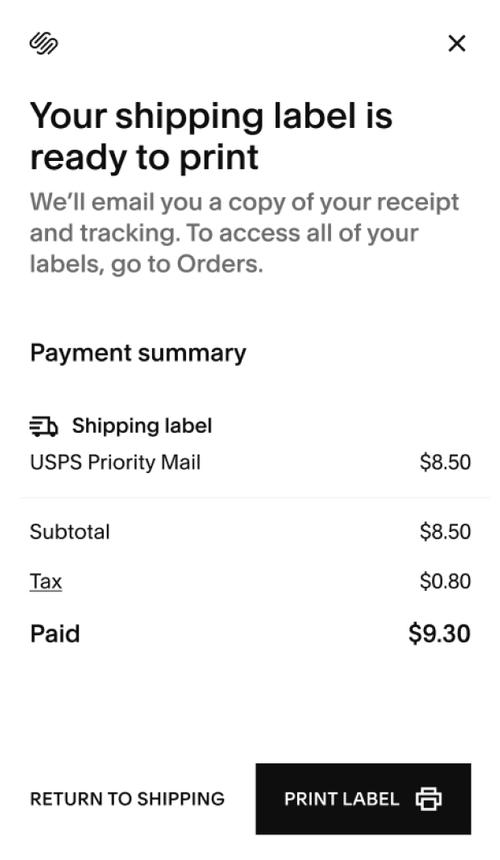 Your shipping label is
ready to print
We’ll email you a copy of your receipt
and tracking. To access all of your
labels, go to Orders.
Payment summary
Shipping label
USPS Priority Mail $8.50
Subtotal $8.50
Tax $0.80
Paid $9.30
RETURN TO SHIPPING PRINT LABEL